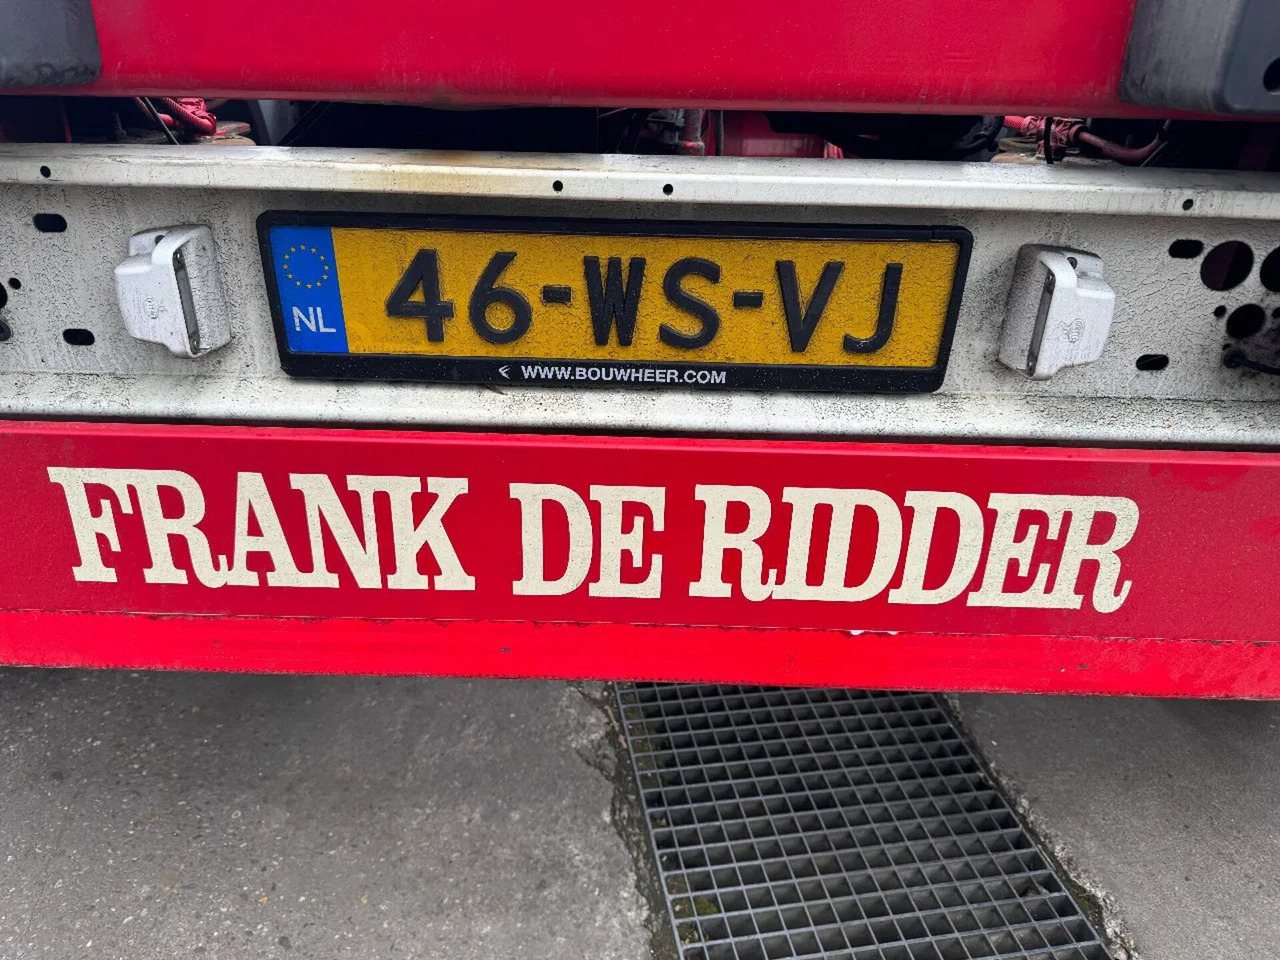 NL 46-WS-VJ
WWW.BOUWHEER.COM
FRANK DE RIDDER